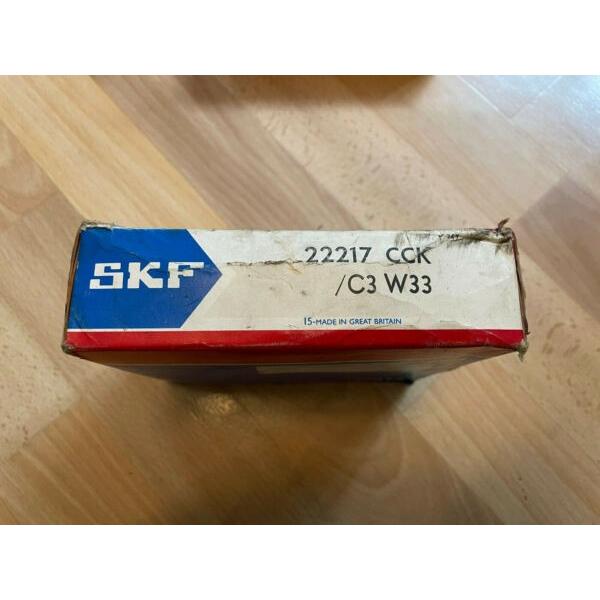 SKF
22217 CCK
/C3 W33
15-MADE IN GREAT BRITAIN